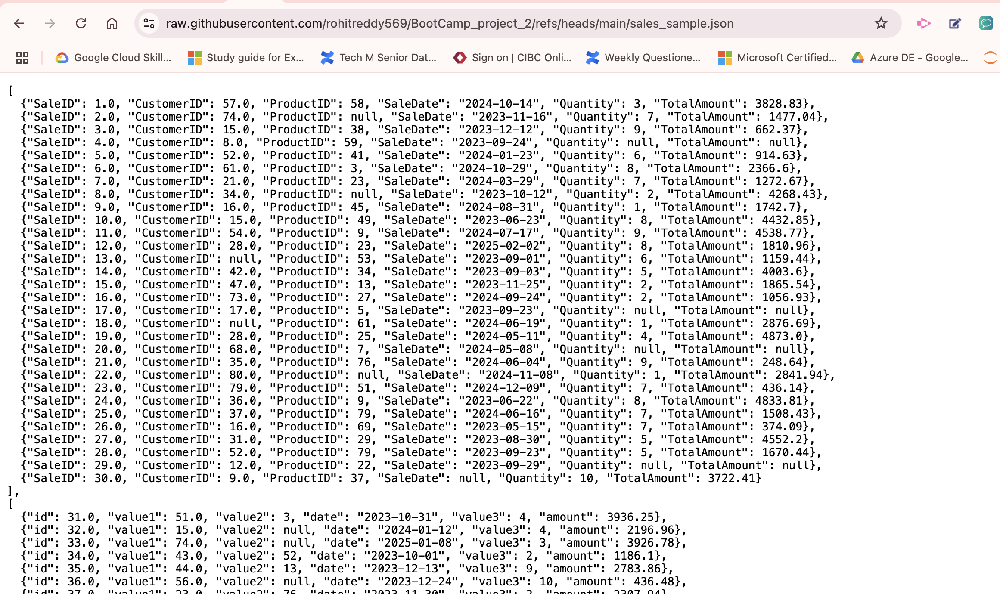 raw.githubusercontent.com/rohitreddy569/BootCamp_project_2/refs/heads/main/sales_sample.json
Google Cloud Skill... Study guide for Ex... Tech M Senior Dat... Sign on | CIBC Onli... Weekly Questione... Microsoft Certified... Azure DE - Google...
[
{"SaleID": 1.0, "CustomerID": 57.0, "ProductID": 58, "SaleDate": "2024-10-14", "Quantity": 3, "TotalAmount": 3828.83},
{"SaleID": 2.0, "CustomerID": 74.0, "ProductID": null, "SaleDate": "2023-11-16", "Quantity": 7, "TotalAmount": 1477.04},
{"SaleID": 3.0, "CustomerID": 15.0, "ProductID": 38, "SaleDate": "2023-12-12", "Quantity": 9, "TotalAmount": 662.37},
{"SaleID": 4.0, "CustomerID": 8.0, "ProductID": 59, "SaleDate": "2023-09-24", "Quantity": null, "TotalAmount": null},
{"SaleID": 5.0, "CustomerID": 52.0, "ProductID": 41, "SaleDate": "2024-01-23", "Quantity": 6, "TotalAmount": 914.63},
{"SaleID": 6.0, "CustomerID": 61.0, "ProductID": 3, "SaleDate": "2024-10-29", "Quantity": 8, "TotalAmount": 2366.6},
{"SaleID": 7.0, "CustomerID": 21.0, "ProductID": 23, "SaleDate": "2024-03-29", "Quantity": 7, "TotalAmount": 1272.67},
{"SaleID": 8.0, "CustomerID": 34.0, "ProductID": null, "SaleDate": "2023-10-12", "Quantity": 2, "TotalAmount": 4268.43},
{"SaleID": 9.0, "CustomerID": 16.0, "ProductID": 45, "SaleDate": "2024-08-31", "Quantity": 1, "TotalAmount": 1742.7},
{"SaleID": 10.0, "CustomerID": 15.0, "ProductID": 49, "SaleDate": "2023-06-23", "Quantity": 8, "TotalAmount": 4432.85},
{"SaleID": 11.0, "CustomerID": 54.0, "ProductID": 9, "SaleDate": "2024-07-17", "Quantity": 9, "TotalAmount": 4538.77},
{"SaleID": 12.0, "CustomerID": 28.0, "ProductID": 23, "SaleDate": "2025-02-02", "Quantity": 8, "TotalAmount": 1810.96},
{"SaleID": 13.0, "CustomerID": null, "ProductID": 53, "SaleDate": "2023-09-01", "Quantity": 6, "TotalAmount": 1159.44},
{"SaleID": 14.0, "CustomerID": 42.0, "ProductID": 34, "SaleDate": "2023-09-03", "Quantity": 5, "TotalAmount": 4003.6},
{"SaleID": 15.0, "CustomerID": 47.0, "ProductID": 13, "SaleDate": "2023-11-25", "Quantity": 2, "TotalAmount": 1865.54},
{"SaleID": 16.0, "CustomerID": 73.0, "ProductID": 27, "SaleDate": "2024-09-24", "Quantity": 2, "TotalAmount": 1056.93},
{"SaleID": 17.0, "CustomerID": 17.0, "ProductID": 5, "SaleDate": "2023-09-23", "Quantity": null, "TotalAmount": null},
{"SaleID": 18.0, "CustomerID": null, "ProductID": 61, "SaleDate": "2024-06-19", "Quantity": 1, "TotalAmount": 2876.69},
{"SaleID": 19.0, "CustomerID": 28.0, "ProductID": 25, "SaleDate": "2024-05-11", "Quantity": 4, "TotalAmount": 4873.0},
{"SaleID": 20.0, "CustomerID": 68.0, "ProductID": 7, "SaleDate": "2024-05-08", "Quantity": null, "TotalAmount": null},
{"SaleID": 21.0, "CustomerID": 35.0, "ProductID": 76, "SaleDate": "2024-06-04", "Quantity": 9, "TotalAmount": 248.64},
{"SaleID": 22.0, "CustomerID": 80.0, "ProductID": null, "SaleDate": "2024-11-08", "Quantity": 1, "TotalAmount": 2841.94},
{"SaleID": 23.0, "CustomerID": 79.0, "ProductID": 51, "SaleDate": "2024-12-09", "Quantity": 7, "TotalAmount": 436.14},
{"SaleID": 24.0, "CustomerID": 36.0, "ProductID": 9, "SaleDate": "2023-06-22", "Quantity": 8, "TotalAmount": 4833.81},
{"SaleID": 25.0, "CustomerID": 37.0, "ProductID": 79, "SaleDate": "2024-06-16", "Quantity": 7, "TotalAmount": 1508.43},
{"SaleID": 26.0, "CustomerID": 16.0, "ProductID": 69, "SaleDate": "2023-05-15", "Quantity": 7, "TotalAmount": 374.09},
{"SaleID": 27.0, "CustomerID": 31.0, "ProductID": 29, "SaleDate": "2023-08-30", "Quantity": 5, "TotalAmount": 4552.2},
{"SaleID": 28.0, "CustomerID": 52.0, "ProductID": 79, "SaleDate": "2023-09-23", "Quantity": 5, "TotalAmount": 1670.44},
{"SaleID": 29.0, "CustomerID": 12.0, "ProductID": 22, "SaleDate": "2023-09-29", "Quantity": null, "TotalAmount": null},
{"SaleID": 30.0, "CustomerID": 9.0, "ProductID": 37, "SaleDate": null, "Quantity": 10, "TotalAmount": 3722.41}
],
[
{"id": 31.0, "value1": 51.0, "value2": 3, "date": "2023-10-31", "value3": 4, "amount": 3936.25},
{"id": 32.0, "value1": 15.0, "value2": null, "date": "2024-01-12", "value3": 4, "amount": 2196.96},
{"id": 33.0, "value1": 74.0, "value2": null, "date": "2025-01-08", "value3": 3, "amount": 3926.78},
{"id": 34.0, "value1": 43.0, "value2": 52, "date": "2023-10-01", "value3": 2, "amount": 1186.1},
{"id": 35.0, "value1": 44.0, "value2": 13, "date": "2023-12-13", "value3": 9, "amount": 2783.86},
{"id": 36.0, "value1": 56.0, "value2": null, "date": "2023-12-24", "value3": 10, "amount": 436.48},
{"id": 37.0, "value1": 23.0, "value2": 76, "date": "2023-11-30", "value3": 2, "amount": 2307.94},